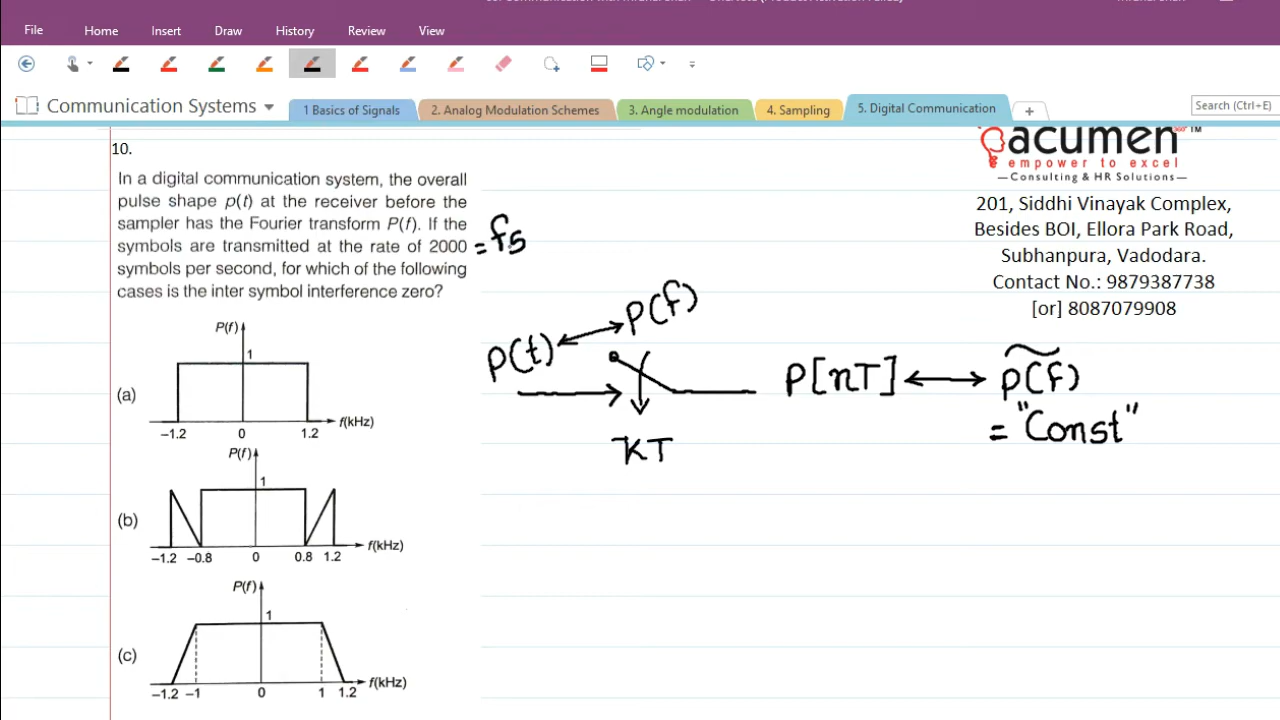 File Home Insert Draw History Review View
Communication Systems 1 Basics of Signals 2. Analog Modulation Schemes 3. Angle modulation 4. Sampling 5. Digital Communication Search (Ctrl+E)
10.
In a digital communication system, the overall
pulse shape p(t) at the receiver before the
sampler has the Fourier transform P(f). If the
symbols are transmitted at the rate of 2000
symbols per second, for which of the following
cases is the inter symbol interference zero?
= fs
P(f)
1
(a)
f(kHz)
−1.2 0 1.2
P(f)
1
(b)
f(kHz)
−1.2 −0.8 0 0.8 1.2
P(f)
1
(c)
f(kHz)
−1.2 −1 0 1 1.2
P(t) ↔ P(f)
KT
P[nT] ↔ P̃(f)
= "Const"
acumen 360° TM
empower to excel
—Consulting & HR Solutions—
201, Siddhi Vinayak Complex,
Besides BOI, Ellora Park Road,
Subhanpura, Vadodara.
Contact No.: 9879387738
[or] 8087079908